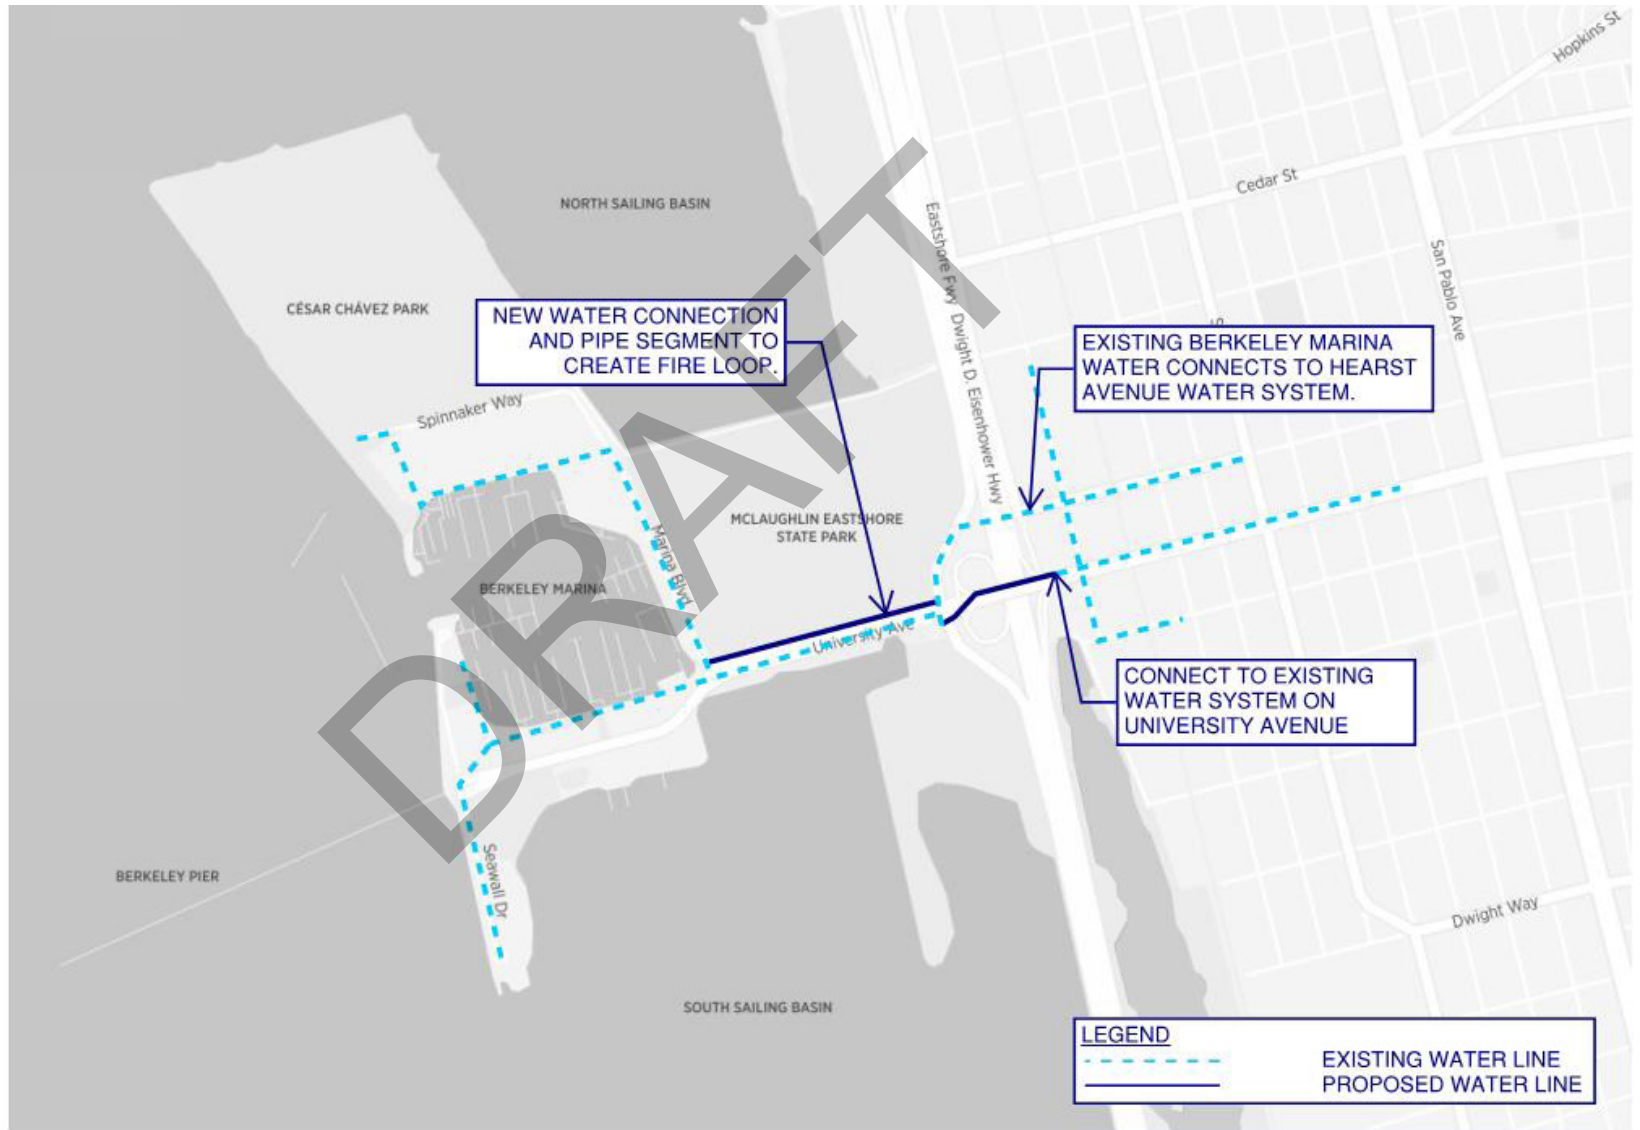 Hopkins St
Cedar St
NORTH SAILING BASIN
Eastshore Fwy
Dwight D. Eisenhower Hwy
San Pablo Ave
CÉSAR CHÁVEZ PARK
NEW WATER CONNECTION
AND PIPE SEGMENT TO
CREATE FIRE LOOP.
EXISTING BERKELEY MARINA
WATER CONNECTS TO HEARST
AVENUE WATER SYSTEM.
Spinnaker Way
MCLAUGHLIN EASTSHORE
STATE PARK
Marina Blvd
BERKELEY MARINA
University Ave
CONNECT TO EXISTING
WATER SYSTEM ON
UNIVERSITY AVENUE
DRAFT
Seawall Dr
BERKELEY PIER
Dwight Way
SOUTH SAILING BASIN
LEGEND
EXISTING WATER LINE
PROPOSED WATER LINE